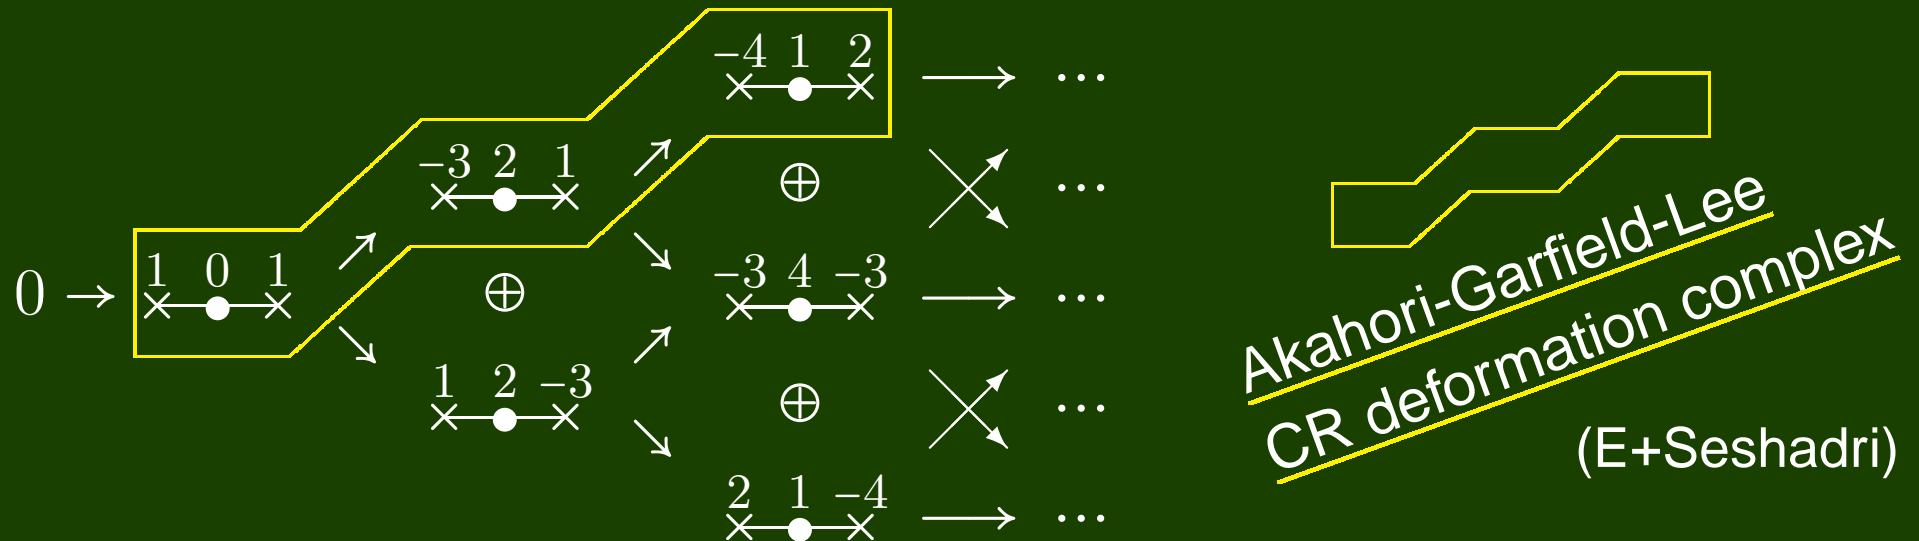 −4 1 2
⋯
−3 2 1
⊕
⋯
1 0 1
0 →
⊕
−3 4 −3
⋯
1 2 −3
⊕
⋯
2 1 −4
⋯
Akahori-Garfield-Lee
CR deformation complex
(E+Seshadri)